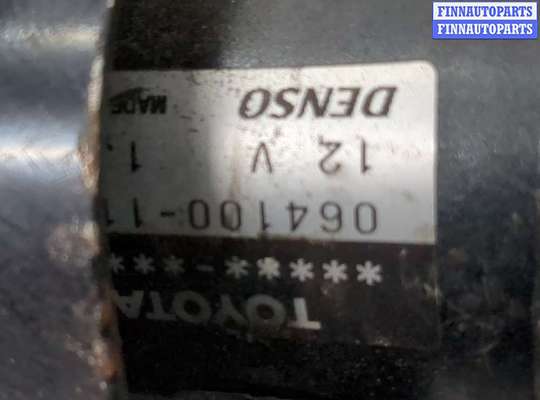 FINNAUTOPARTS
FINNAUTOPARTS
TOYOTA
*****-**
064100-11
12 V 1.
DENSO MADE